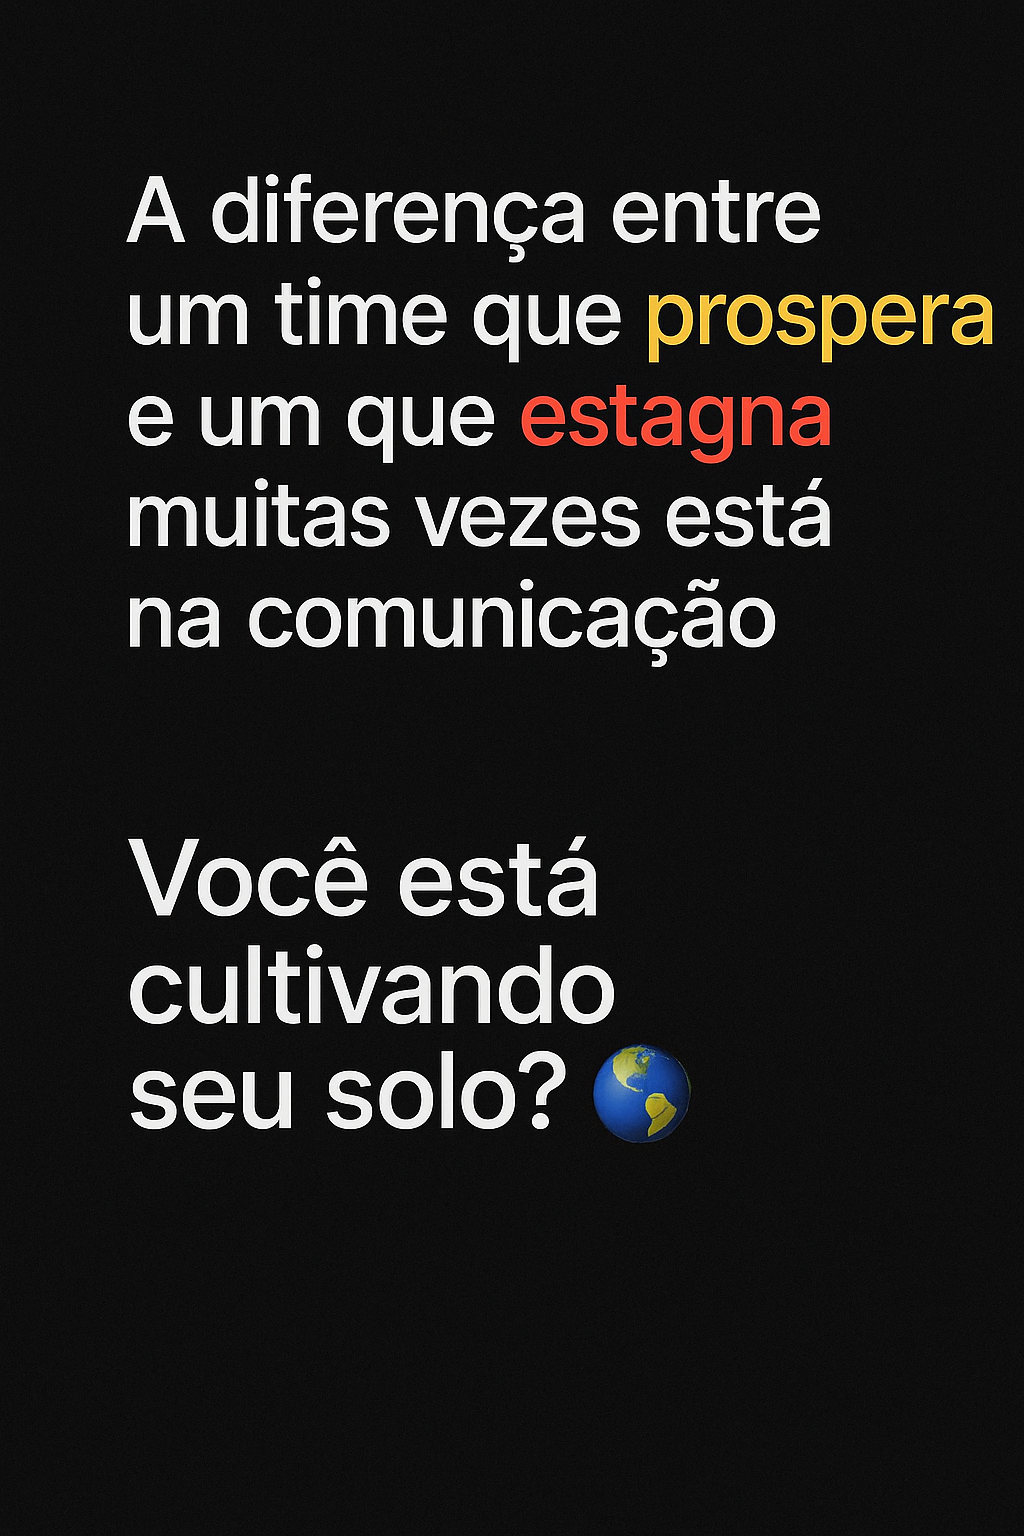 A diferença entre
um time que prospera
e um que estagna
muitas vezes está
na comunicação
Você está
cultivando
seu solo? 🌎